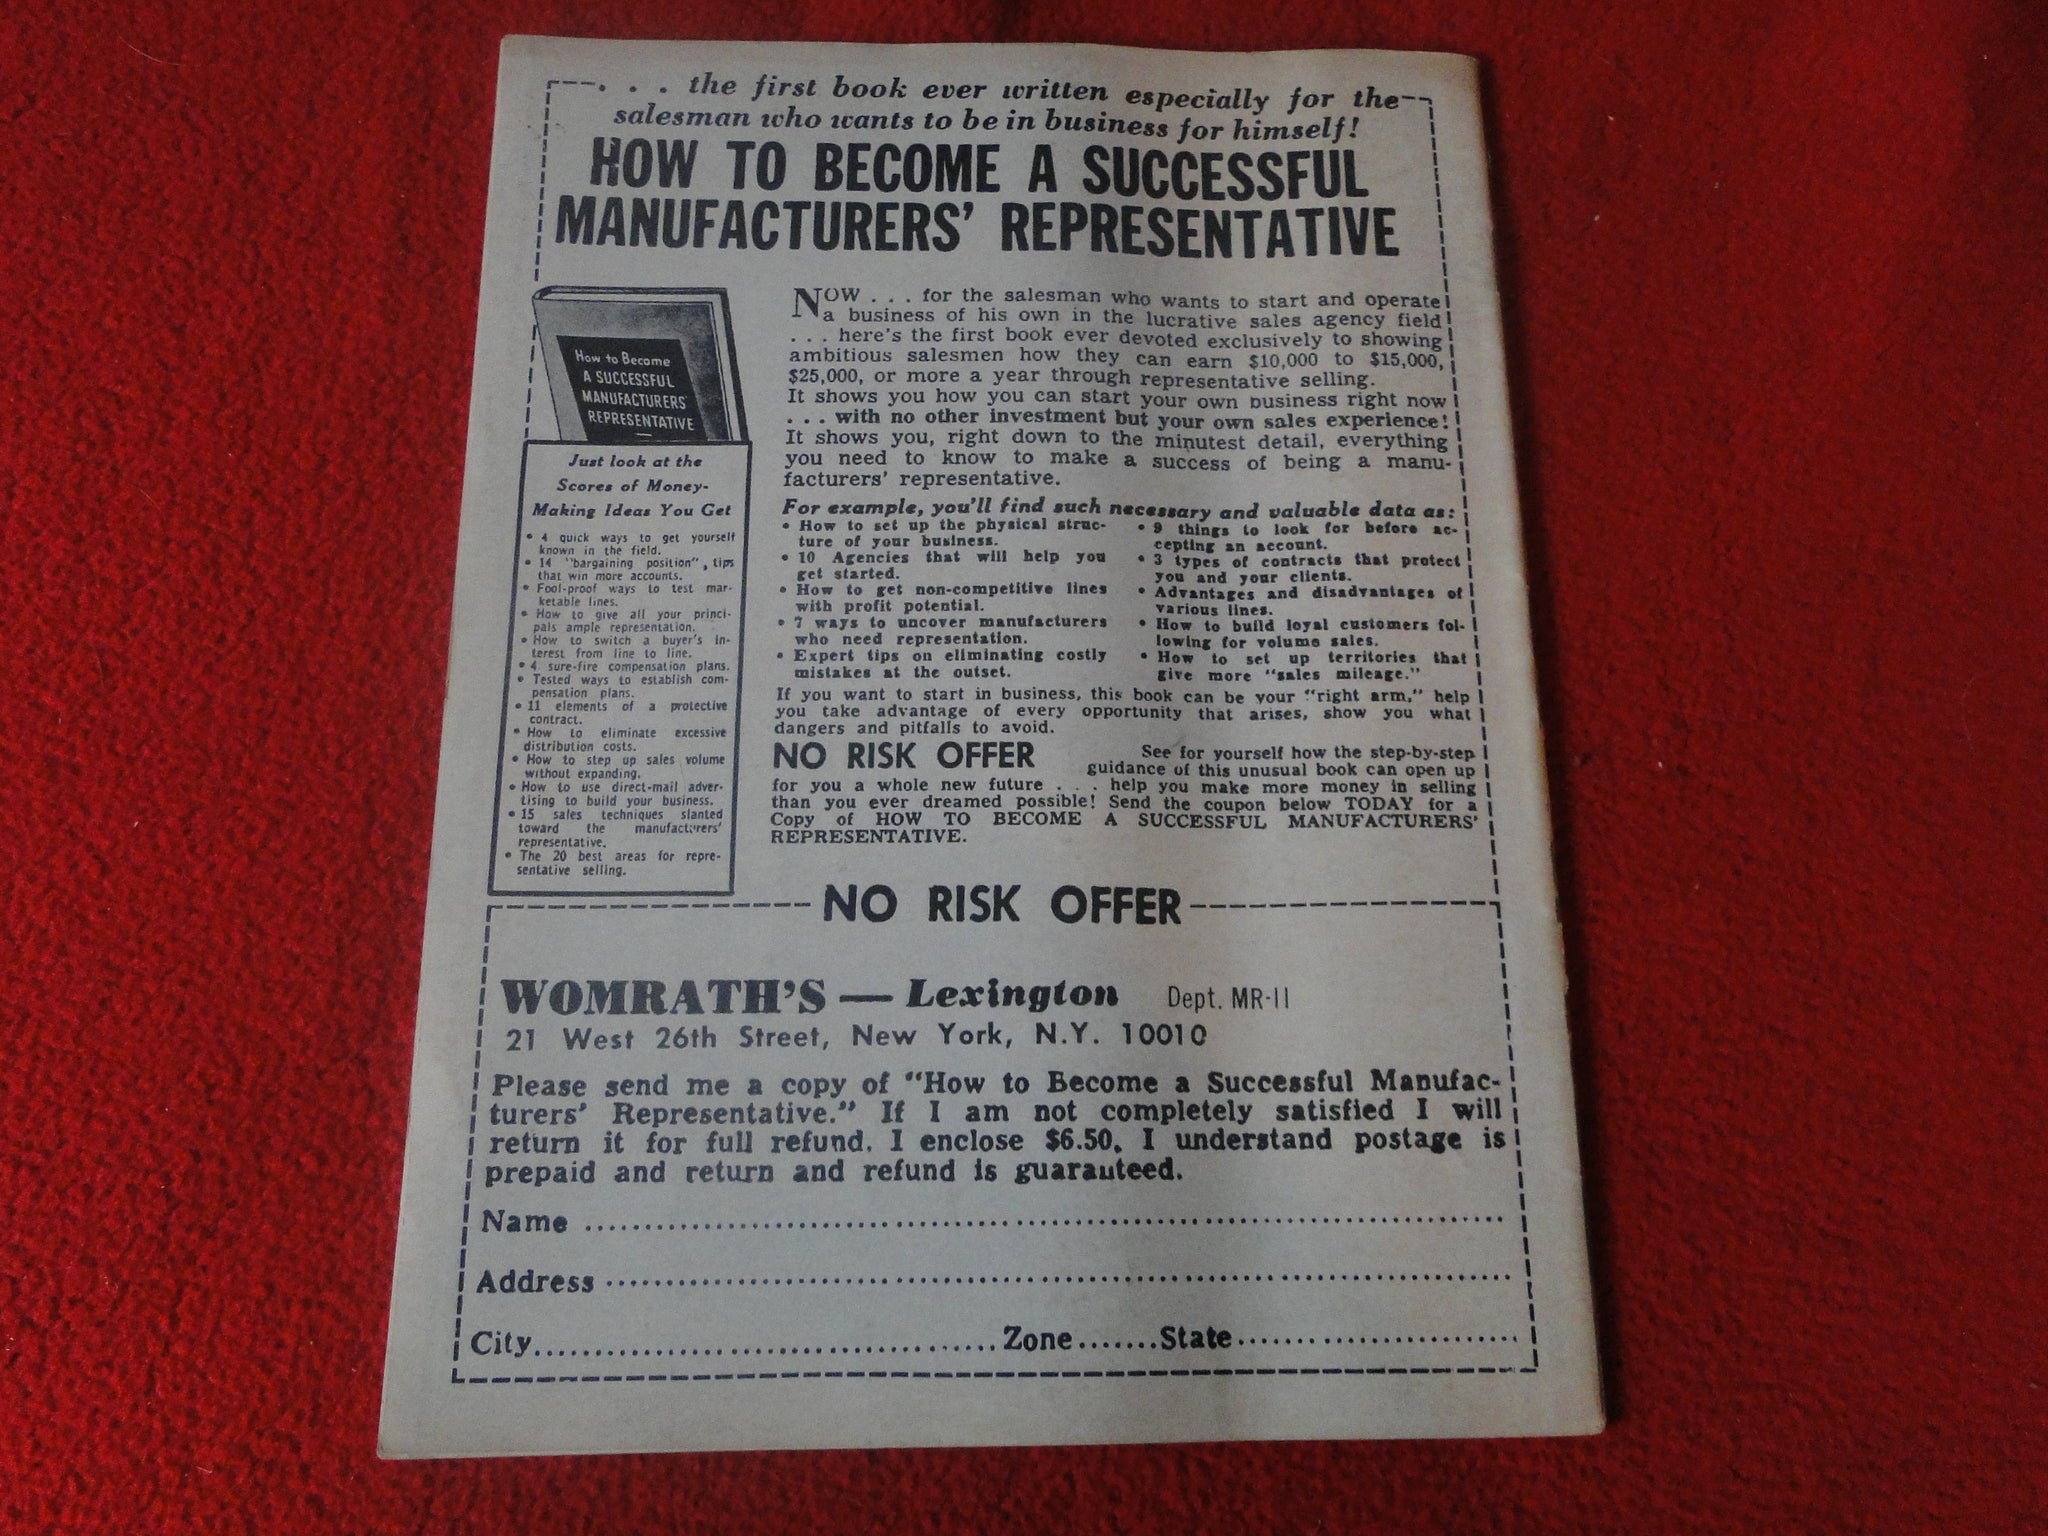 . . . the first book ever written especially for the
salesman who wants to be in business for himself!
HOW TO BECOME A SUCCESSFUL
MANUFACTURERS' REPRESENTATIVE
How to Become
A SUCCESSFUL
MANUFACTURERS'
REPRESENTATIVE
Just look at the
Scores of Money-
Making Ideas You Get
• 4 quick ways to get yourself
known in the field.
• 14 "bargaining position", tips
that win more accounts.
• Fool-proof ways to test mar-
ketable lines.
• How to give all your princi-
pals ample representation.
• How to switch a buyer's in-
terest from line to line.
• 4 sure-fire compensation plans.
• Tested ways to establish com-
pensation plans.
• 11 elements of a protective
contract.
• How to eliminate excessive
distribution costs.
• How to step up sales volume
without expanding.
• How to use direct-mail adver-
tising to build your business.
• 15 sales techniques slanted
toward the manufacturers'
representative.
• The 20 best areas for repre-
sentative selling.
NOW . . . for the salesman who wants to start and operate
a business of his own in the lucrative sales agency field
. . . here's the first book ever devoted exclusively to showing
ambitious salesmen how they can earn $10,000 to $15,000,
$25,000, or more a year through representative selling.
It shows you how you can start your own business right now
. . . with no other investment but your own sales experience!
It shows you, right down to the minutest detail, everything
you need to know to make a success of being a manu-
facturers' representative.
For example, you'll find such necessary and valuable data as:
• How to set up the physical struc-
ture of your business.
• 10 Agencies that will help you
get started.
• How to get non-competitive lines
with profit potential.
• 7 ways to uncover manufacturers
who need representation.
• Expert tips on eliminating costly
mistakes at the outset.
• 9 things to look for before ac-
cepting an account.
• 3 types of contracts that protect
you and your clients.
• Advantages and disadvantages of
various lines.
• How to build loyal customers fol-
lowing for volume sales.
• How to set up territories that
give more "sales mileage."
If you want to start in business, this book can be your "right arm," help
you take advantage of every opportunity that arises, show you what
dangers and pitfalls to avoid.
NO RISK OFFER See for yourself how the step-by-step
guidance of this unusual book can open up
for you a whole new future . . . help you make more money in selling
than you ever dreamed possible! Send the coupon below TODAY for a
Copy of HOW TO BECOME A SUCCESSFUL MANUFACTURERS'
REPRESENTATIVE.
NO RISK OFFER
WOMRATH'S — Lexington Dept. MR-11
21 West 26th Street, New York, N.Y. 10010
Please send me a copy of "How to Become a Successful Manufac-
turers' Representative." If I am not completely satisfied I will
return it for full refund. I enclose $6.50. I understand postage is
prepaid and return and refund is guaranteed.
Name ..........
Address ..........
City.......... Zone.......State..........